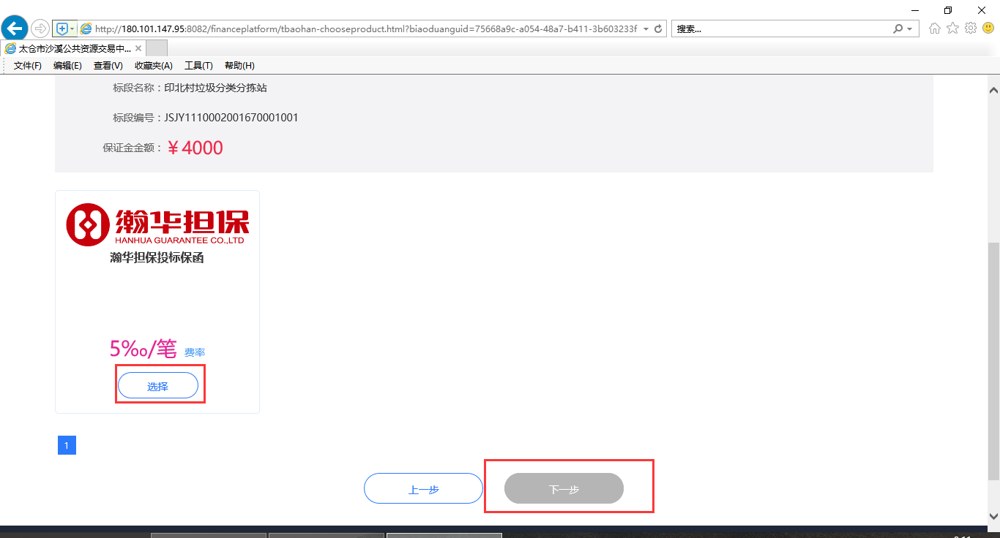 http://180.101.147.95:8082/financeplatform/tbaohan-chooseproduct.html?biaoduanguid=75668a9c-a054-48a7-b411-3b603233f
搜索...
太仓市沙溪公共资源交易中...
文件(F) 编辑(E) 查看(V) 收藏夹(A) 工具(T) 帮助(H)
标段名称：印北村垃圾分类分拣站
标段编号：JSJY1110002001670001001
保证金金额：￥4000
瀚华担保
HANHUA GUARANTEE CO.,LTD
瀚华担保投标保函
5‰/笔 费率
选择
1
上一步 下一步